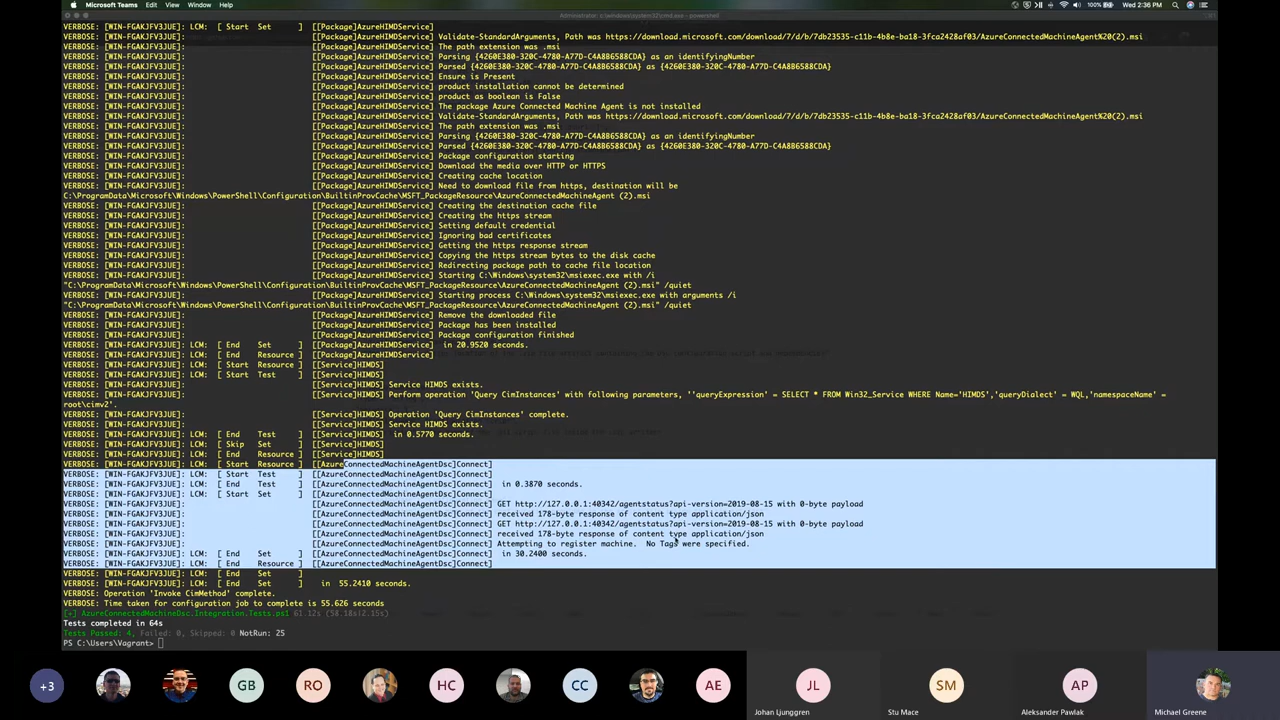 Microsoft Teams Edit View Window Help 100% Wed 2:36 PM
Administrator: c:\windows\system32\cmd.exe - powershell
VERBOSE: [WIN-FGAKJFV3JUE]: LCM: [ Start Set ] [[Package]AzureHIMDService]
VERBOSE: [WIN-FGAKJFV3JUE]: [[Package]AzureHIMDService] Validate-StandardArguments, Path was https://download.microsoft.com/download/7/d/b/7db23535-c11b-4b8e-ba18-3fca2428af03/AzureConnectedMachineAgent%20(2).msi
VERBOSE: [WIN-FGAKJFV3JUE]: [[Package]AzureHIMDService] The path extension was .msi
VERBOSE: [WIN-FGAKJFV3JUE]: [[Package]AzureHIMDService] Parsing {4260E380-320C-4780-A77D-C4A8B6588CDA} as an identifyingNumber
VERBOSE: [WIN-FGAKJFV3JUE]: [[Package]AzureHIMDService] Parsed {4260E380-320C-4780-A77D-C4A8B6588CDA} as {4260E380-320C-4780-A77D-C4A8B6588CDA}
VERBOSE: [WIN-FGAKJFV3JUE]: [[Package]AzureHIMDService] Ensure is Present
VERBOSE: [WIN-FGAKJFV3JUE]: [[Package]AzureHIMDService] product installation cannot be determined
VERBOSE: [WIN-FGAKJFV3JUE]: [[Package]AzureHIMDService] product as boolean is False
VERBOSE: [WIN-FGAKJFV3JUE]: [[Package]AzureHIMDService] The package Azure Connected Machine Agent is not installed
VERBOSE: [WIN-FGAKJFV3JUE]: [[Package]AzureHIMDService] Validate-StandardArguments, Path was https://download.microsoft.com/download/7/d/b/7db23535-c11b-4b8e-ba18-3fca2428af03/AzureConnectedMachineAgent%20(2).msi
VERBOSE: [WIN-FGAKJFV3JUE]: [[Package]AzureHIMDService] The path extension was .msi
VERBOSE: [WIN-FGAKJFV3JUE]: [[Package]AzureHIMDService] Parsing {4260E380-320C-4780-A77D-C4A8B6588CDA} as an identifyingNumber
VERBOSE: [WIN-FGAKJFV3JUE]: [[Package]AzureHIMDService] Parsed {4260E380-320C-4780-A77D-C4A8B6588CDA} as {4260E380-320C-4780-A77D-C4A8B6588CDA}
VERBOSE: [WIN-FGAKJFV3JUE]: [[Package]AzureHIMDService] Package configuration starting
VERBOSE: [WIN-FGAKJFV3JUE]: [[Package]AzureHIMDService] Download the media over HTTP or HTTPS
VERBOSE: [WIN-FGAKJFV3JUE]: [[Package]AzureHIMDService] Creating cache location
VERBOSE: [WIN-FGAKJFV3JUE]: [[Package]AzureHIMDService] Need to download file from https, destination will be
C:\ProgramData\Microsoft\Windows\PowerShell\Configuration\BuiltinProvCache\MSFT_PackageResource\AzureConnectedMachineAgent (2).msi
VERBOSE: [WIN-FGAKJFV3JUE]: [[Package]AzureHIMDService] Creating the destination cache file
VERBOSE: [WIN-FGAKJFV3JUE]: [[Package]AzureHIMDService] Creating the https stream
VERBOSE: [WIN-FGAKJFV3JUE]: [[Package]AzureHIMDService] Setting default credential
VERBOSE: [WIN-FGAKJFV3JUE]: [[Package]AzureHIMDService] Ignoring bad certificates
VERBOSE: [WIN-FGAKJFV3JUE]: [[Package]AzureHIMDService] Getting the https response stream
VERBOSE: [WIN-FGAKJFV3JUE]: [[Package]AzureHIMDService] Copying the https stream bytes to the disk cache
VERBOSE: [WIN-FGAKJFV3JUE]: [[Package]AzureHIMDService] Redirecting package path to cache file location
VERBOSE: [WIN-FGAKJFV3JUE]: [[Package]AzureHIMDService] Starting C:\Windows\system32\msiexec.exe with /i
"C:\ProgramData\Microsoft\Windows\PowerShell\Configuration\BuiltinProvCache\MSFT_PackageResource\AzureConnectedMachineAgent (2).msi" /quiet
VERBOSE: [WIN-FGAKJFV3JUE]: [[Package]AzureHIMDService] Starting process C:\Windows\system32\msiexec.exe with arguments /i
"C:\ProgramData\Microsoft\Windows\PowerShell\Configuration\BuiltinProvCache\MSFT_PackageResource\AzureConnectedMachineAgent (2).msi" /quiet
VERBOSE: [WIN-FGAKJFV3JUE]: [[Package]AzureHIMDService] Remove the downloaded file
VERBOSE: [WIN-FGAKJFV3JUE]: [[Package]AzureHIMDService] Package has been installed
VERBOSE: [WIN-FGAKJFV3JUE]: [[Package]AzureHIMDService] Package configuration finished
VERBOSE: [WIN-FGAKJFV3JUE]: LCM: [ End Set ] [[Package]AzureHIMDService] in 20.9520 seconds.
VERBOSE: [WIN-FGAKJFV3JUE]: LCM: [ End Resource ] [[Package]AzureHIMDService]
VERBOSE: [WIN-FGAKJFV3JUE]: LCM: [ Start Resource ] [[Service]HIMDS]
VERBOSE: [WIN-FGAKJFV3JUE]: LCM: [ Start Test ] [[Service]HIMDS]
VERBOSE: [WIN-FGAKJFV3JUE]: [[Service]HIMDS] Service HIMDS exists.
VERBOSE: [WIN-FGAKJFV3JUE]: [[Service]HIMDS] Perform operation 'Query CimInstances' with following parameters, ''queryExpression' = SELECT * FROM Win32_Service WHERE Name='HIMDS','queryDialect' = WQL,'namespaceName' =
root\cimv2'.
VERBOSE: [WIN-FGAKJFV3JUE]: [[Service]HIMDS] Operation 'Query CimInstances' complete.
VERBOSE: [WIN-FGAKJFV3JUE]: [[Service]HIMDS] Service HIMDS exists.
VERBOSE: [WIN-FGAKJFV3JUE]: LCM: [ End Test ] [[Service]HIMDS] in 0.5770 seconds.
VERBOSE: [WIN-FGAKJFV3JUE]: LCM: [ Skip Set ] [[Service]HIMDS]
VERBOSE: [WIN-FGAKJFV3JUE]: LCM: [ End Resource ] [[Service]HIMDS]
VERBOSE: [WIN-FGAKJFV3JUE]: LCM: [ Start Resource ] [[AzureConnectedMachineAgentDsc]Connect]
VERBOSE: [WIN-FGAKJFV3JUE]: LCM: [ Start Test ] [[AzureConnectedMachineAgentDsc]Connect]
VERBOSE: [WIN-FGAKJFV3JUE]: LCM: [ End Test ] [[AzureConnectedMachineAgentDsc]Connect] in 0.3870 seconds.
VERBOSE: [WIN-FGAKJFV3JUE]: LCM: [ Start Set ] [[AzureConnectedMachineAgentDsc]Connect]
VERBOSE: [WIN-FGAKJFV3JUE]: [[AzureConnectedMachineAgentDsc]Connect] GET http://127.0.0.1:40342/agentstatus?api-version=2019-08-15 with 0-byte payload
VERBOSE: [WIN-FGAKJFV3JUE]: [[AzureConnectedMachineAgentDsc]Connect] received 178-byte response of content type application/json
VERBOSE: [WIN-FGAKJFV3JUE]: [[AzureConnectedMachineAgentDsc]Connect] GET http://127.0.0.1:40342/agentstatus?api-version=2019-08-15 with 0-byte payload
VERBOSE: [WIN-FGAKJFV3JUE]: [[AzureConnectedMachineAgentDsc]Connect] received 178-byte response of content type application/json
VERBOSE: [WIN-FGAKJFV3JUE]: [[AzureConnectedMachineAgentDsc]Connect] Attempting to register machine. No Tags were specified.
VERBOSE: [WIN-FGAKJFV3JUE]: LCM: [ End Set ] [[AzureConnectedMachineAgentDsc]Connect] in 30.2400 seconds.
VERBOSE: [WIN-FGAKJFV3JUE]: LCM: [ End Resource ] [[AzureConnectedMachineAgentDsc]Connect]
VERBOSE: [WIN-FGAKJFV3JUE]: LCM: [ End Set ]
VERBOSE: [WIN-FGAKJFV3JUE]: LCM: [ End Set ] in 55.2410 seconds.
VERBOSE: Operation 'Invoke CimMethod' complete.
VERBOSE: Time taken for configuration job to complete is 55.626 seconds
[+] AzureConnectedMachineDsc.Integration.Tests.ps1 61.12s (58.18s|2.15s)
Tests completed in 64s
Tests Passed: 4, Failed: 0, Skipped: 0 NotRun: 25
PS C:\Users\Vagrant>
+3 GB RO HC CC AE JL SM AP
Johan Ljunggren Stu Mace Aleksander Pawlak Michael Greene